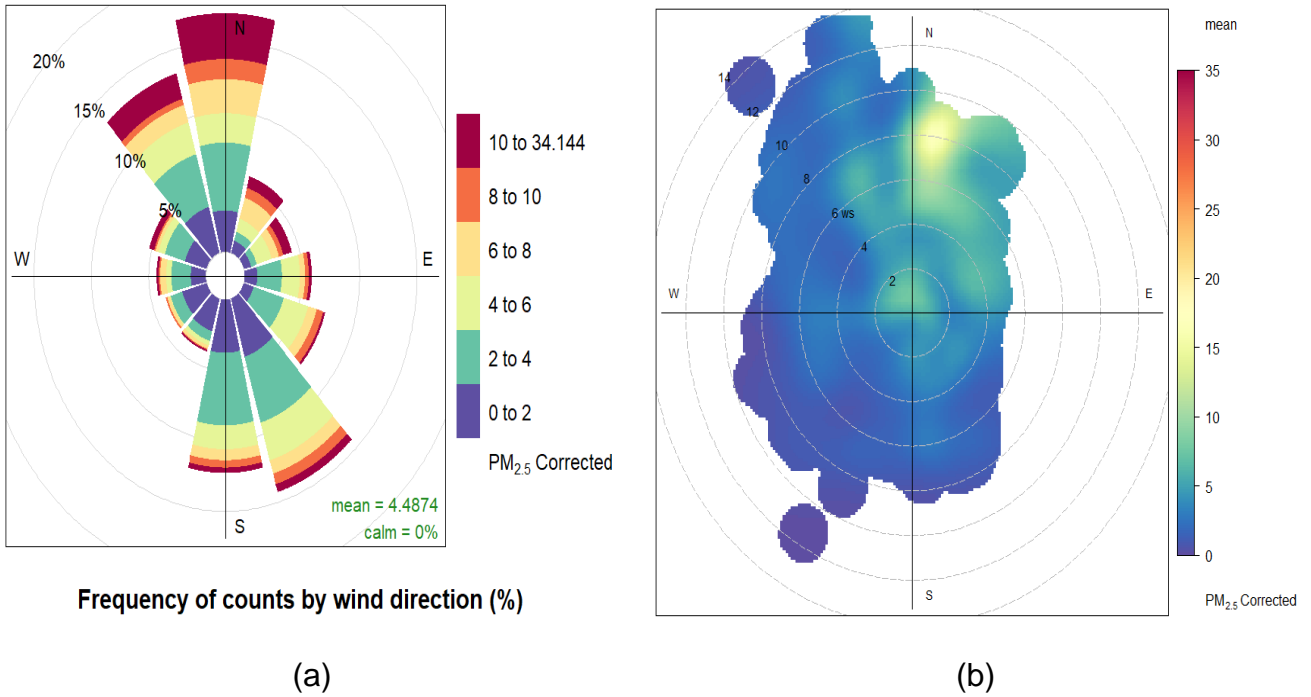 N
20%
15%
10%
5%
W
E
S
mean = 4.4874
calm = 0%
10 to 34.144
8 to 10
6 to 8
4 to 6
2 to 4
0 to 2
PM2.5 Corrected
Frequency of counts by wind direction (%)
(a)
N
14
12
10
8
6 ws
4
2
W
E
S
mean
35
30
25
20
15
10
5
0
PM2.5 Corrected
(b)